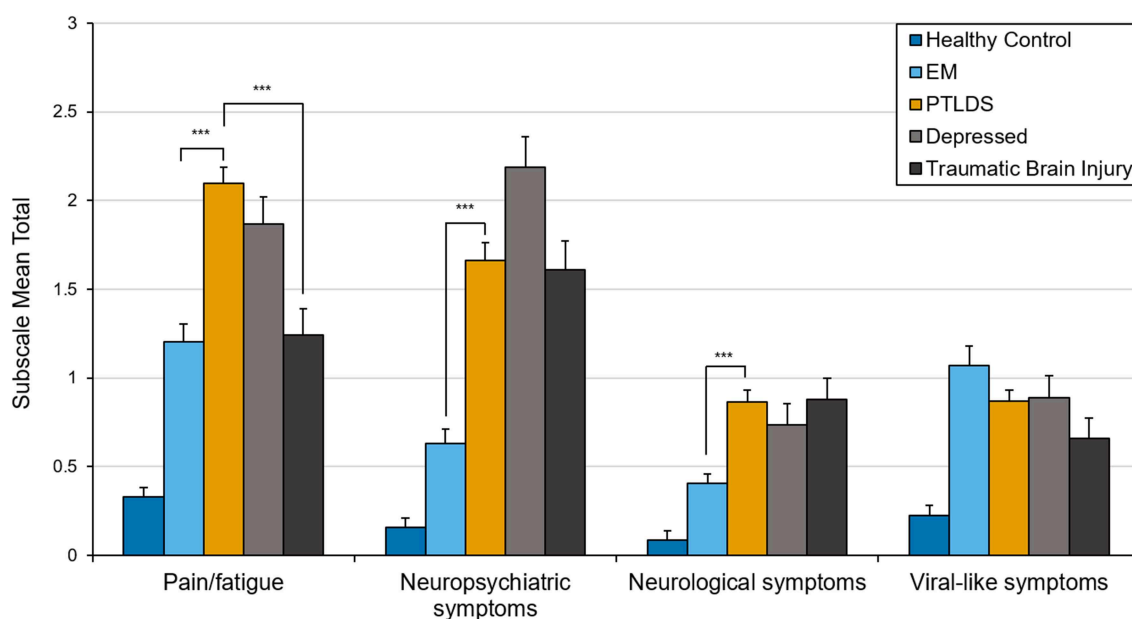 Subscale Mean Total
3
2.5
2
1.5
1
0.5
0
***
***
***
***
Healthy Control
EM
PTLDS
Depressed
Traumatic Brain Injury
Pain/fatigue
Neuropsychiatric
symptoms
Neurological symptoms
Viral-like symptoms